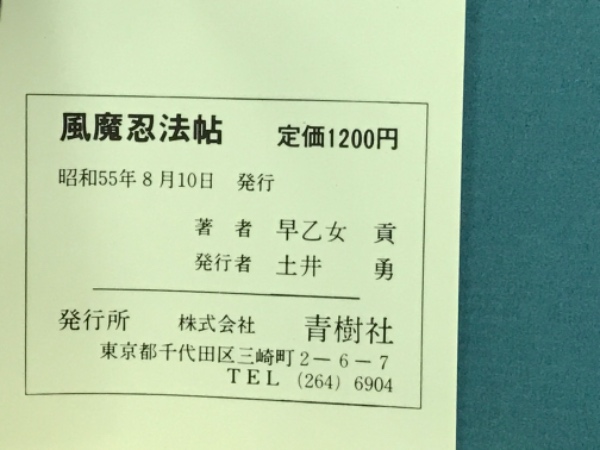 風魔忍法帖 定価1200円
昭和55年8月10日 発行
著者 早乙女 貢
発行者 土井 勇
発行所 株式会社 青樹社
東京都千代田区三崎町2-6-7
TEL (264) 6904